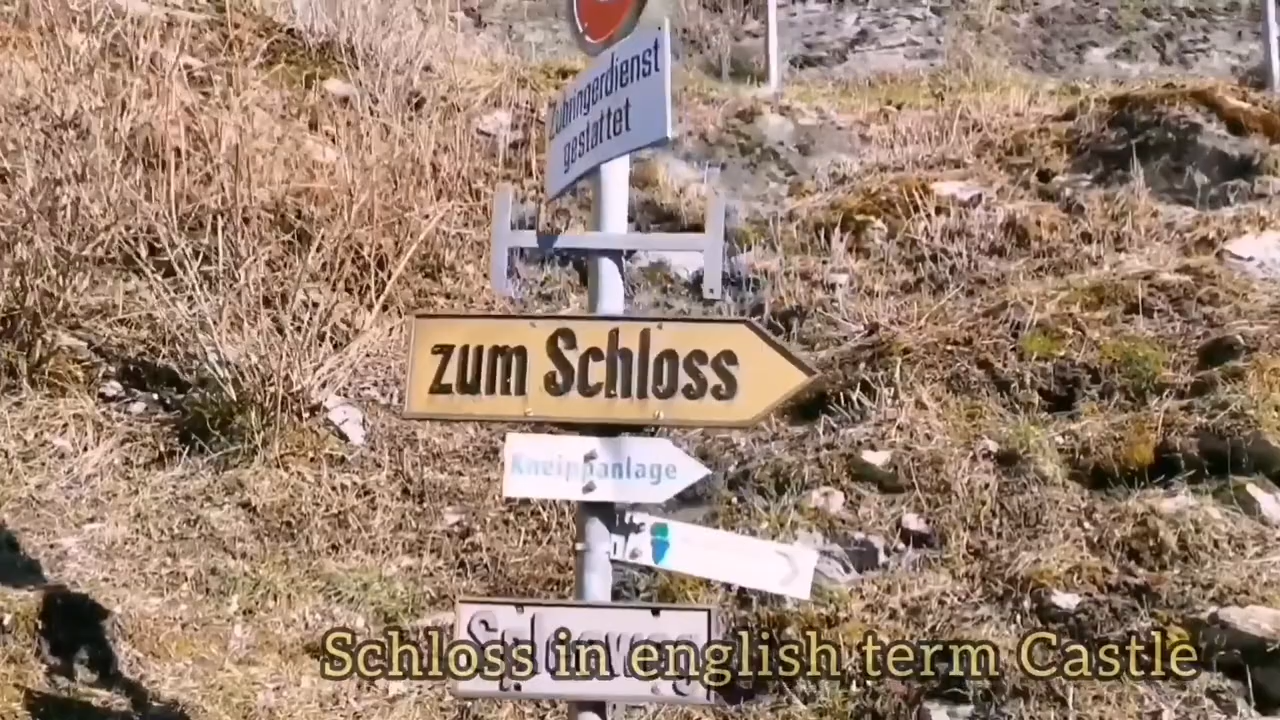 Zubringerdienst
gestattet
zum Schloss
Kneippanlage
Schloss in english term Castle